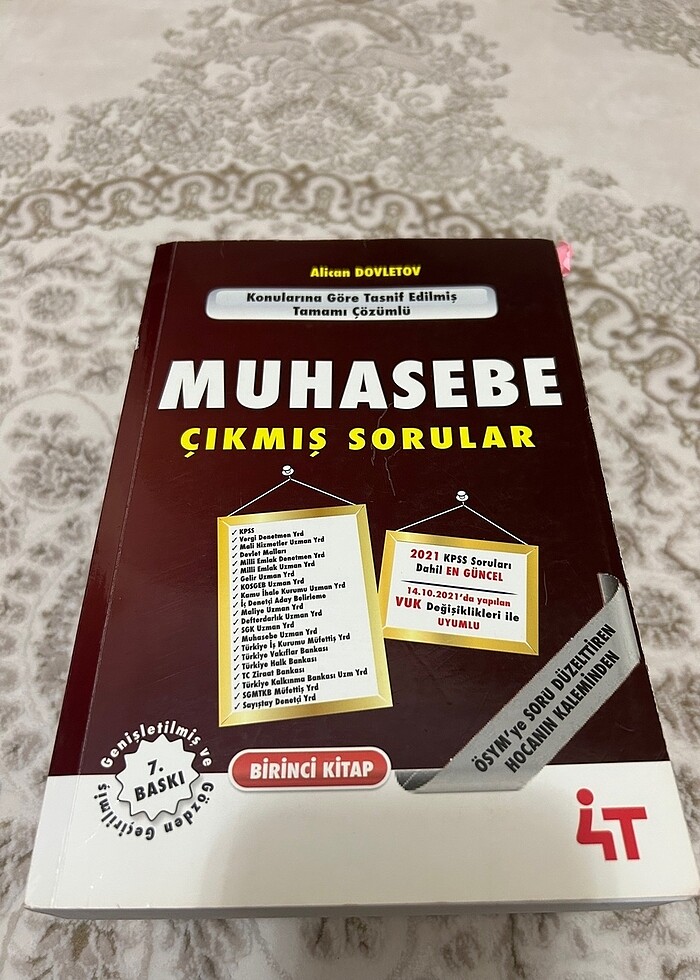 Alican DOVLETOV
Konularına Göre Tasnif Edilmiş
Tamamı Çözümlü
MUHASEBE
ÇIKMIŞ SORULAR
✓ KPSS
✓ Vergi Denetmen Yrd
✓ Mali Hizmetler Uzman Yrd
✓ Devlet Malları
✓ Milli Emlak Denetmen Yrd
✓ Milli Emlak Uzman Yrd
✓ Gelir Uzman Yrd
✓ KOSGEB Uzman Yrd
✓ Kamu İhale Kurumu Uzman Yrd
✓ İç Denetçi Aday Belirleme
✓ Maliye Uzman Yrd
✓ Defterdarlık Uzman Yrd
✓ SGK Uzman Yrd
✓ Muhasebe Uzman Yrd
✓ Türkiye İş Kurumu Müfettiş Yrd
✓ Türkiye Vakıflar Bankası
✓ Türkiye Halk Bankası
✓ TC Ziraat Bankası
✓ Türkiye Kalkınma Bankası Uzm Yrd
✓ SGMTKB Müfettiş Yrd
✓ Sayıştay Denetçi Yrd
2021 KPSS Soruları
Dahil EN GÜNCEL
14.10.2021'de yapılan
VUK Değişiklikleri ile
UYUMLU
ÖSYM'ye SORU DÜZELTTİREN
HOCANIN KALEMİNDEN
Genişletilmiş ve Gözden Geçirilmiş
7.
BASKI
BİRİNCİ KİTAP
4T